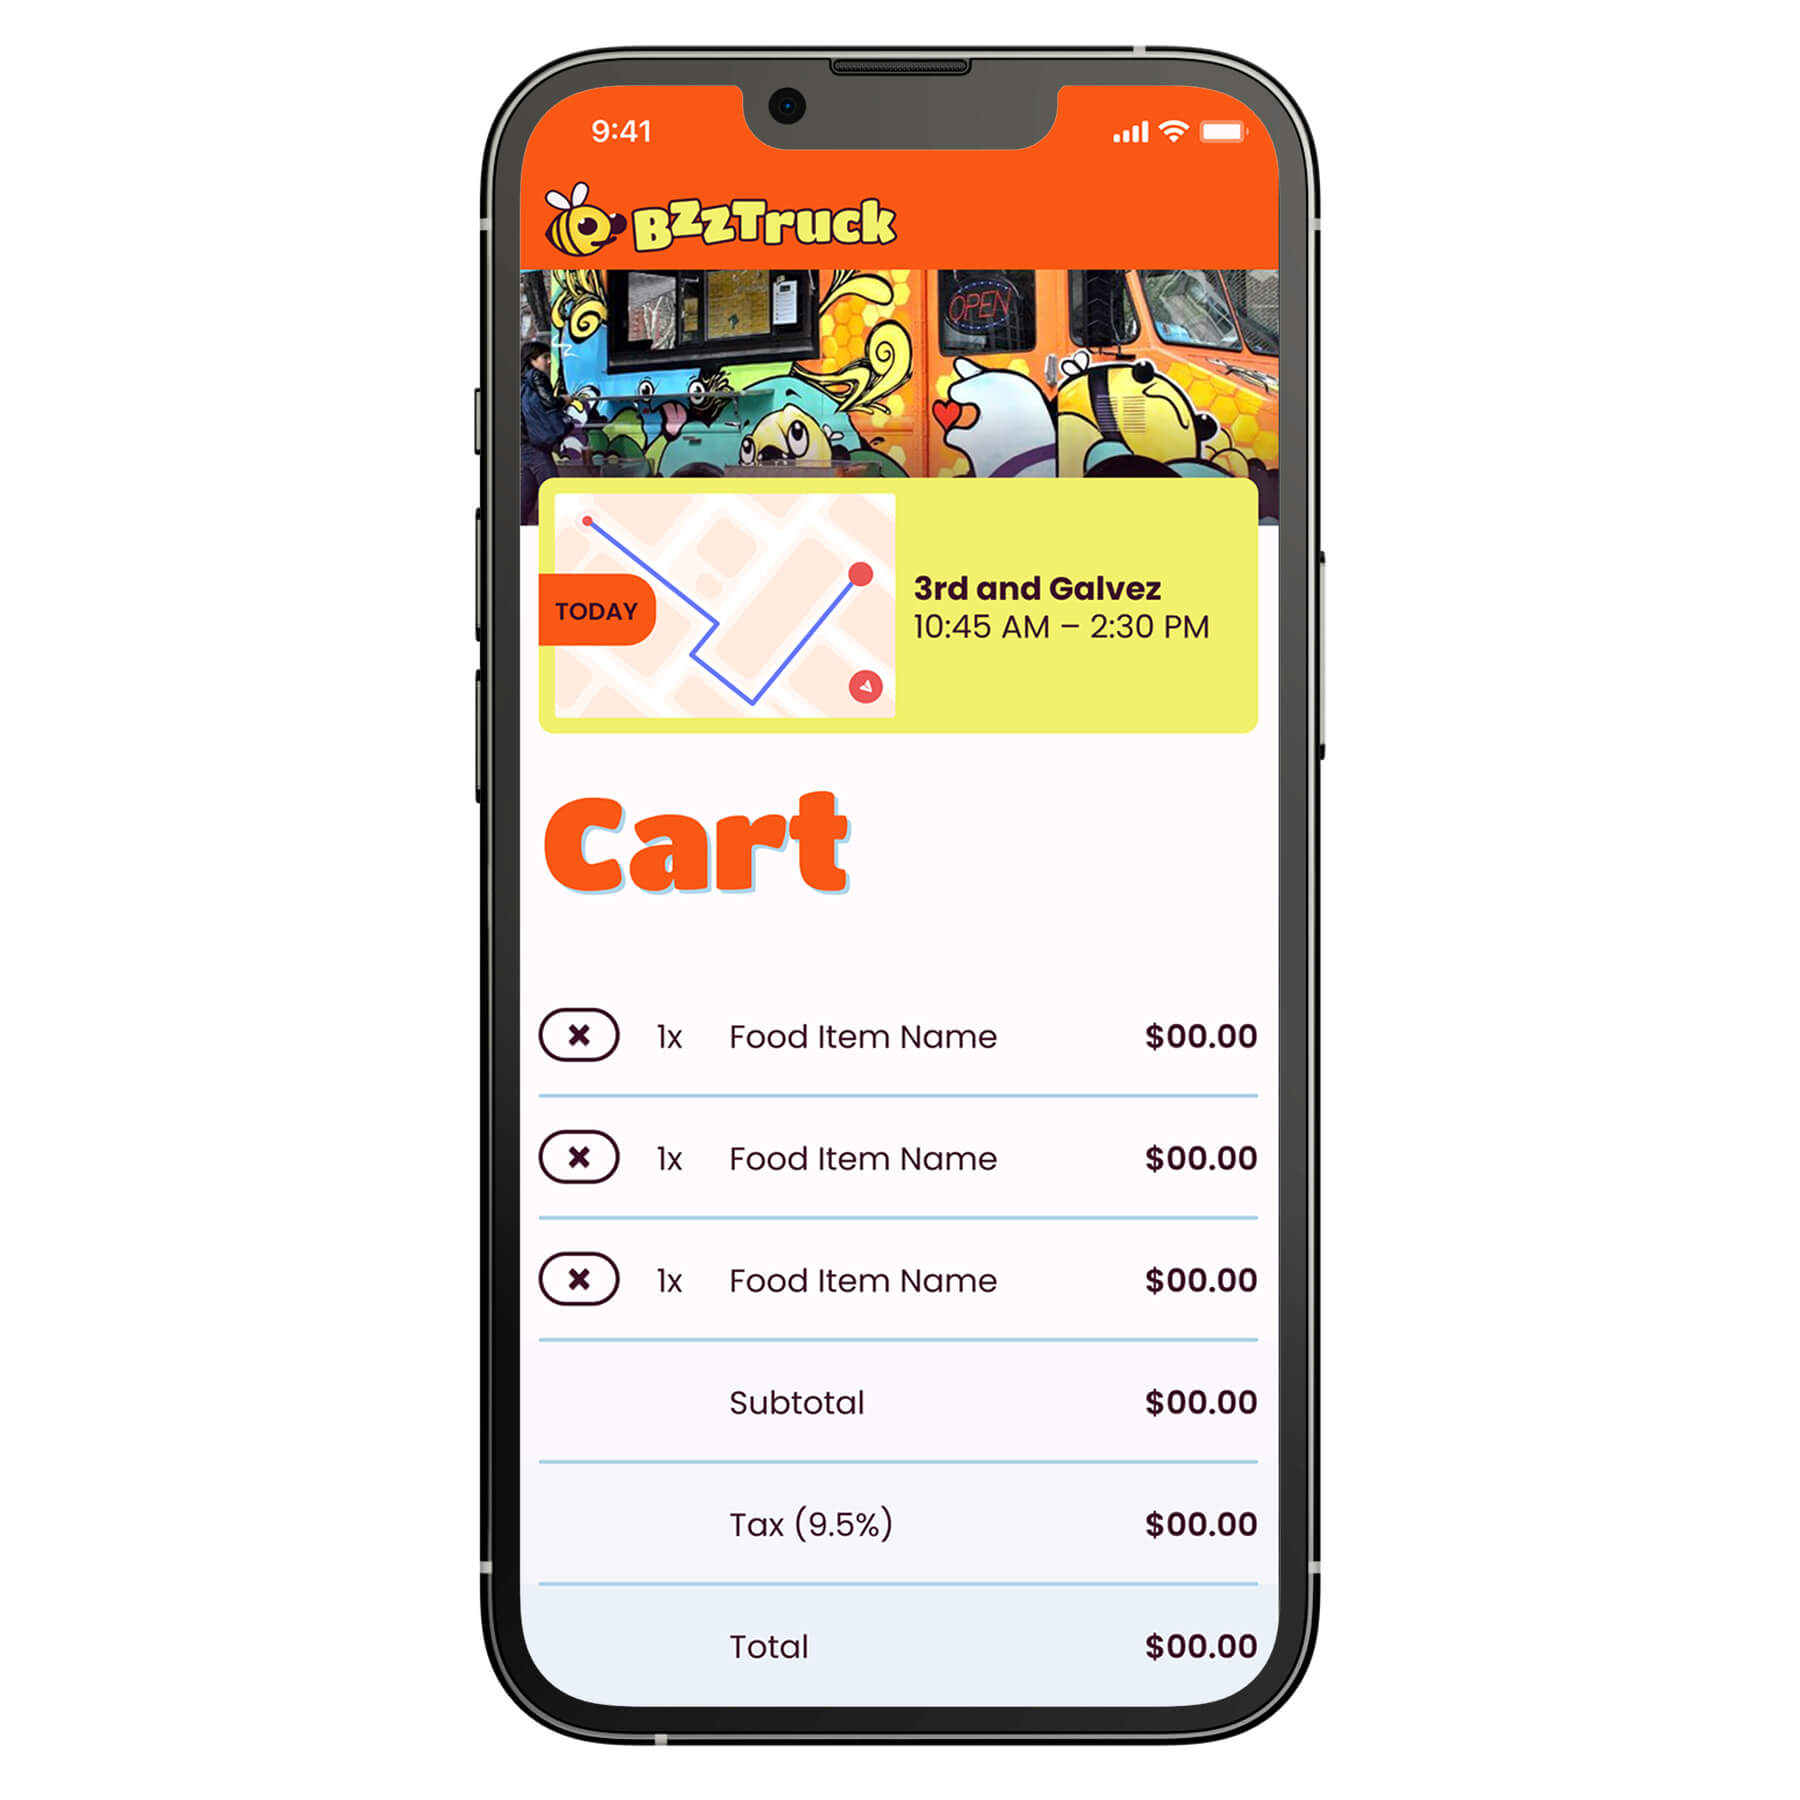 9:41
BzzTruck
OPEN
TODAY
3rd and Galvez
10:45 AM – 2:30 PM
Cart
1x Food Item Name $00.00
1x Food Item Name $00.00
1x Food Item Name $00.00
Subtotal $00.00
Tax (9.5%) $00.00
Total $00.00